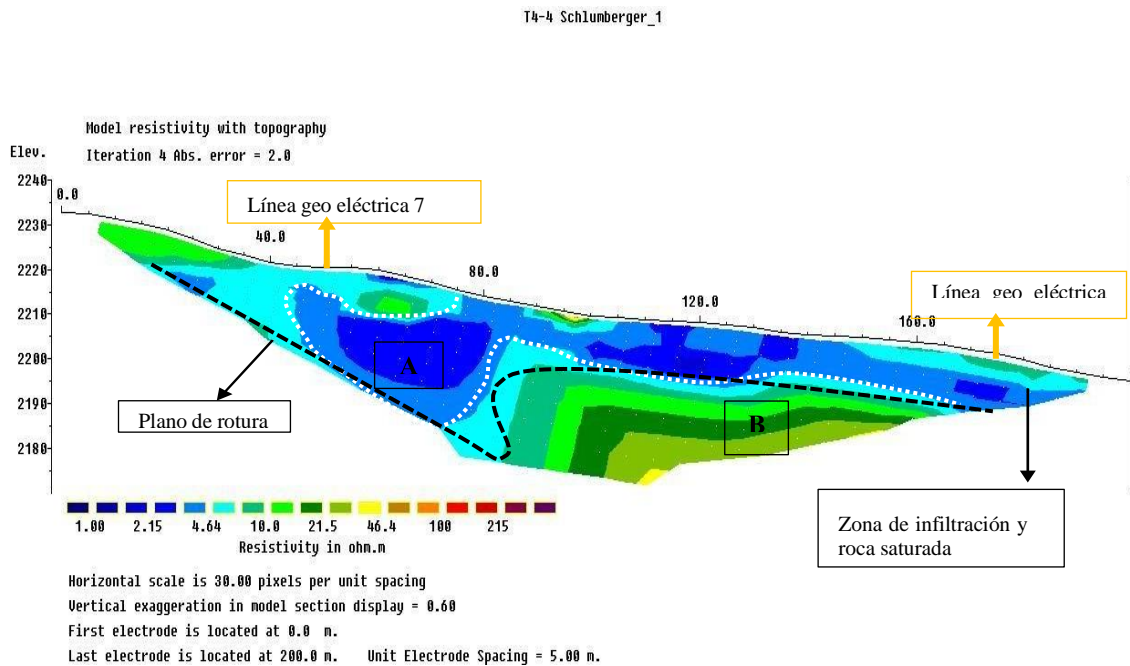 T4-4 Schlumberger_1
Model resistivity with topography
Iteration 4 Abs. error = 2.0
Elev.
2240
2230
2220
2210
2200
2190
2180
0.0
40.0
80.0
120.0
160.0
Línea geo eléctrica 7
Línea geo eléctrica
A
B
Plano de rotura
Zona de infiltración y
roca saturada
1.00 2.15 4.64 10.0 21.5 46.4 100 215
Resistivity in ohm.m
Horizontal scale is 30.00 pixels per unit spacing
Vertical exaggeration in model section display = 0.60
First electrode is located at 0.0 m.
Last electrode is located at 200.0 m. Unit Electrode Spacing = 5.00 m.